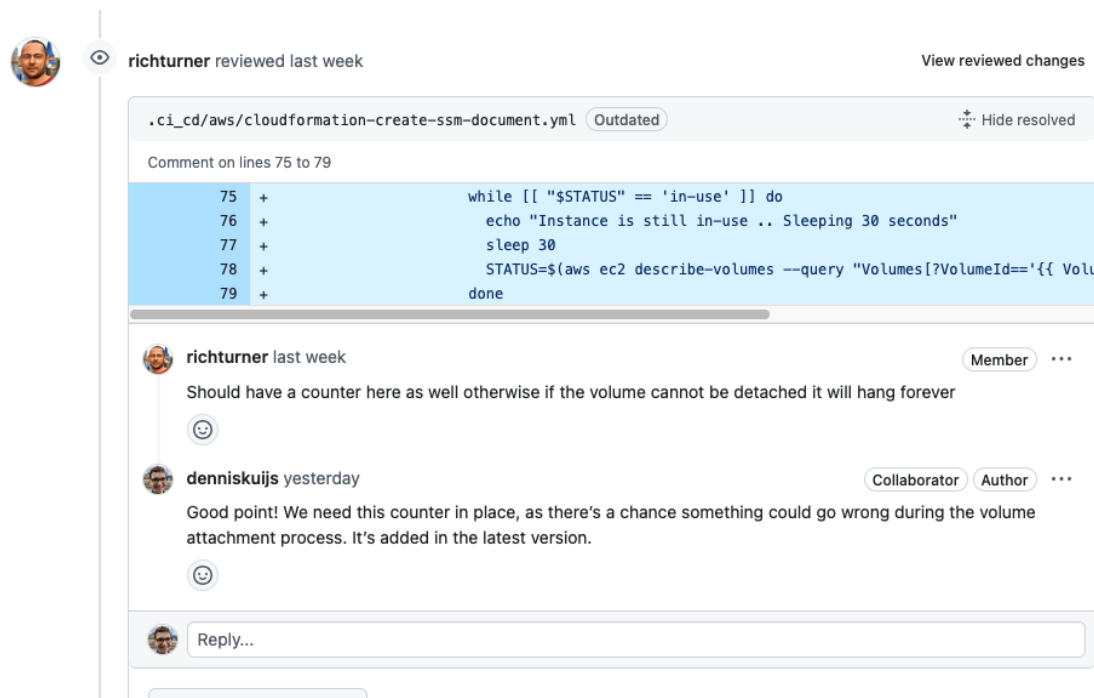 richturner reviewed last week
View reviewed changes
.ci_cd/aws/cloudformation-create-ssm-document.yml Outdated
Hide resolved
Comment on lines 75 to 79
75 + while [[ "$STATUS" == 'in-use' ]] do
76 + echo "Instance is still in-use .. Sleeping 30 seconds"
77 + sleep 30
78 + STATUS=$(aws ec2 describe-volumes --query "Volumes[?VolumeId=='{{ Volu
79 + done
richturner last week
Member ...
Should have a counter here as well otherwise if the volume cannot be detached it will hang forever
denniskuijs yesterday
Collaborator Author ...
Good point! We need this counter in place, as there’s a chance something could go wrong during the volume
attachment process. It’s added in the latest version.
Reply...